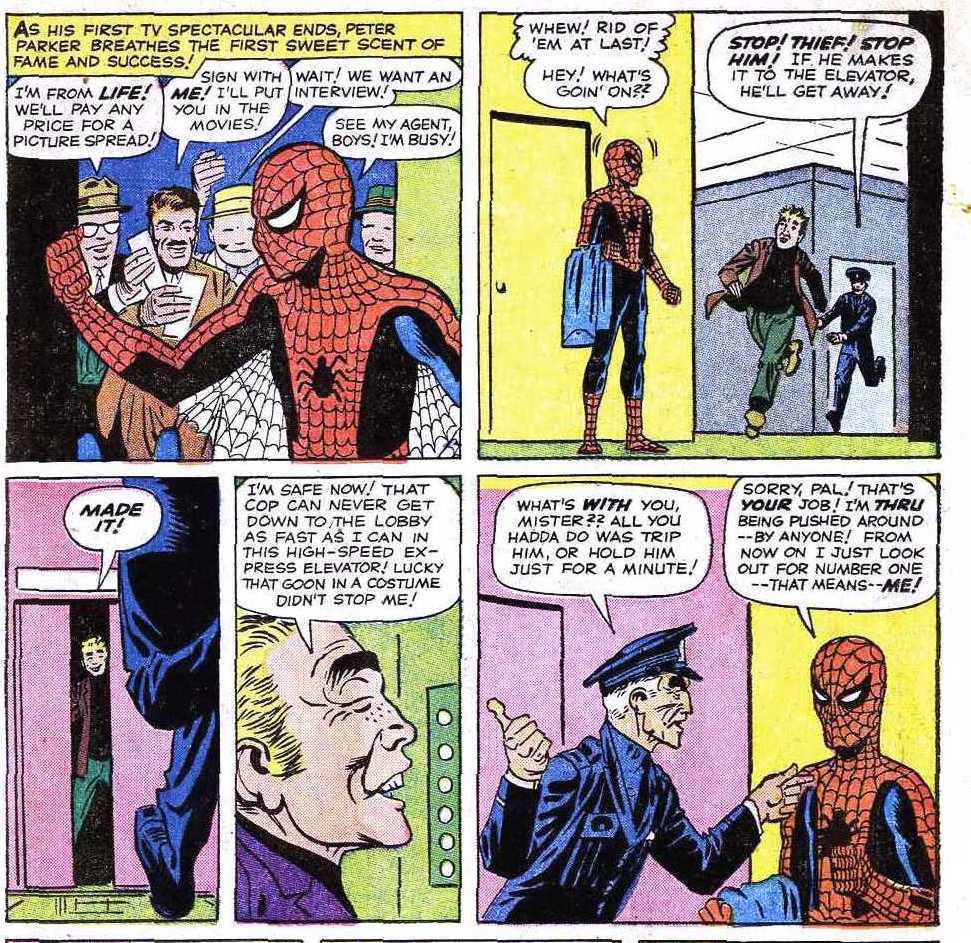 AS HIS FIRST TV SPECTACULAR ENDS, PETER
PARKER BREATHES THE FIRST SWEET SCENT OF
FAME AND SUCCESS!
I'M FROM LIFE!
WE'LL PAY ANY
PRICE FOR A
PICTURE SPREAD!
SIGN WITH
ME! I'LL PUT
YOU IN THE
MOVIES!
WAIT! WE WANT AN
INTERVIEW!
SEE MY AGENT,
BOYS! I'M BUSY!
WHEW! RID OF
'EM AT LAST!
HEY! WHAT'S
GOIN' ON??
STOP! THIEF! STOP
HIM! IF HE MAKES
IT TO THE ELEVATOR,
HE'LL GET AWAY!
MADE
IT!
I'M SAFE NOW! THAT
COP CAN NEVER GET
DOWN TO THE LOBBY
AS FAST AS I CAN IN
THIS HIGH-SPEED EX-
PRESS ELEVATOR! LUCKY
THAT GOON IN A COSTUME
DIDN'T STOP ME!
WHAT'S WITH YOU,
MISTER?? ALL YOU
HADDA DO WAS TRIP
HIM, OR HOLD HIM
JUST FOR A MINUTE!
SORRY, PAL! THAT'S
YOUR JOB! I'M THRU
BEING PUSHED AROUND
--BY ANYONE! FROM
NOW ON I JUST LOOK
OUT FOR NUMBER ONE
--THAT MEANS--ME!